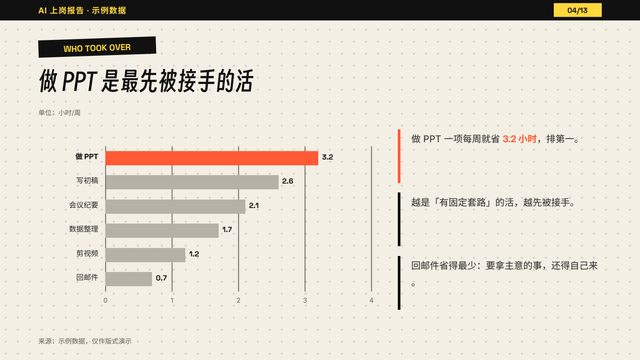 AI 上岗报告 · 示例数据
04/13
WHO TOOK OVER
做 PPT 是最先被接手的活
单位：小时/周
做 PPT
3.2
写初稿
2.6
会议纪要
2.1
数据整理
1.7
剪视频
1.2
回邮件
0.7
0
1
2
3
4
做 PPT 一项每周就省 3.2 小时，排第一。
越是「有固定套路」的活，越先被接手。
回邮件省得最少：要拿主意的事，还得自己来
。
来源：示例数据，仅作版式演示